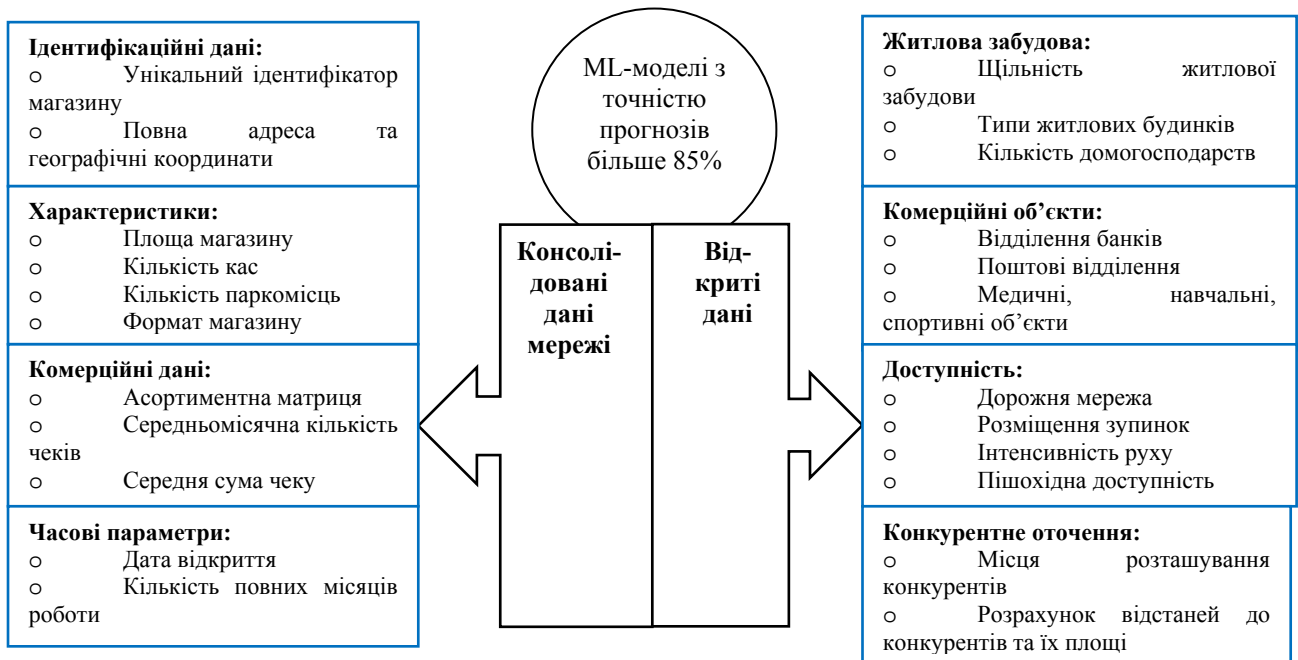 Ідентифікаційні дані:
o Унікальний ідентифікатор
магазину
o Повна адреса та
географічні координати
Характеристики:
o Площа магазину
o Кількість кас
o Кількість паркомісць
o Формат магазину
Комерційні дані:
o Асортиментна матриця
o Середньомісячна кількість
чеків
o Середня сума чеку
Часові параметри:
o Дата відкриття
o Кількість повних місяців
роботи
ML-моделі з
точністю
прогнозів
більше 85%
Консолі-
довані
дані
мережі
Від-
криті
дані
Житлова забудова:
o Щільність житлової
забудови
o Типи житлових будинків
o Кількість домогосподарств
Комерційні об’єкти:
o Відділення банків
o Поштові відділення
o Медичні, навчальні,
спортивні об’єкти
Доступність:
o Дорожня мережа
o Розміщення зупинок
o Інтенсивність руху
o Пішохідна доступність
Конкурентне оточення:
o Місця розташування
конкурентів
o Розрахунок відстаней до
конкурентів та їх площі